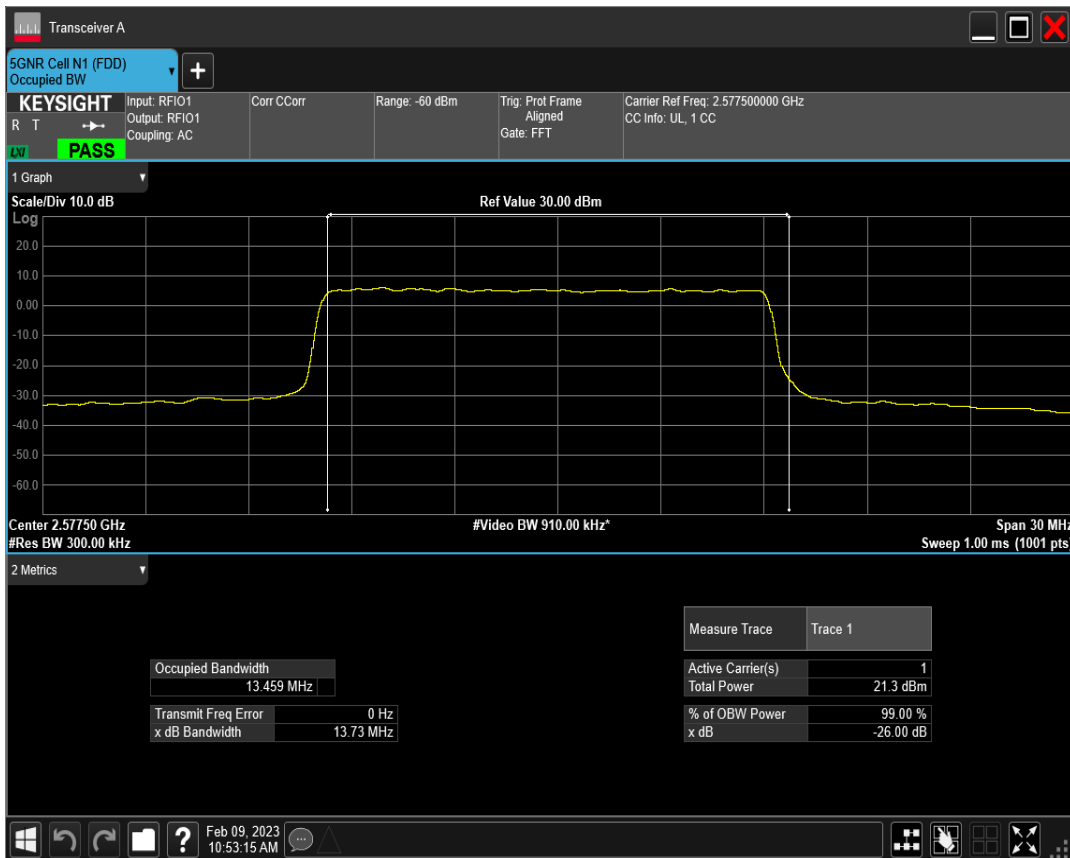 Transceiver A
5GNR Cell N1 (FDD)
Occupied BW
+
KEYSIGHT
R T
LXI
PASS
Input: RFIO1
Output: RFIO1
Coupling: AC
Corr CCorr
Range: -60 dBm
Trig: Prot Frame
Aligned
Gate: FFT
Carrier Ref Freq: 2.577500000 GHz
CC Info: UL, 1 CC
1 Graph
Scale/Div 10.0 dB
Ref Value 30.00 dBm
Log
20.0
10.0
0.00
-10.0
-20.0
-30.0
-40.0
-50.0
-60.0
Center 2.57750 GHz
#Video BW 910.00 kHz*
Span 30 MHz
#Res BW 300.00 kHz
Sweep 1.00 ms (1001 pts)
2 Metrics
Measure Trace Trace 1
Occupied Bandwidth
13.459 MHz
Active Carrier(s) 1
Total Power 21.3 dBm
Transmit Freq Error 0 Hz
x dB Bandwidth 13.73 MHz
% of OBW Power 99.00 %
x dB -26.00 dB
?
Feb 09, 2023
10:53:15 AM